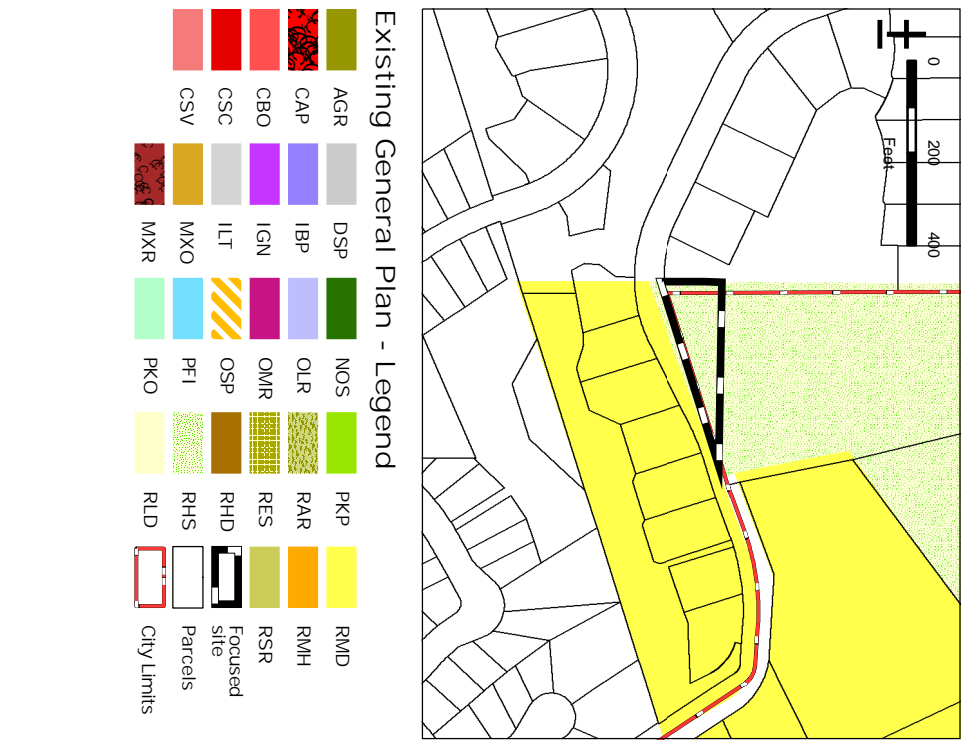 0 200 400
Feet
Existing General Plan - Legend
AGR
CAP
CBO
CSC
CSV
DSP
IBP
IGN
ILT
MXO
MXR
NOS
OLR
OMR
OSP
PFI
PKO
PKP
RAR
RES
RHD
RHS
RLD
RMD
RMH
RSR
Focused
site
Parcels
City Limits